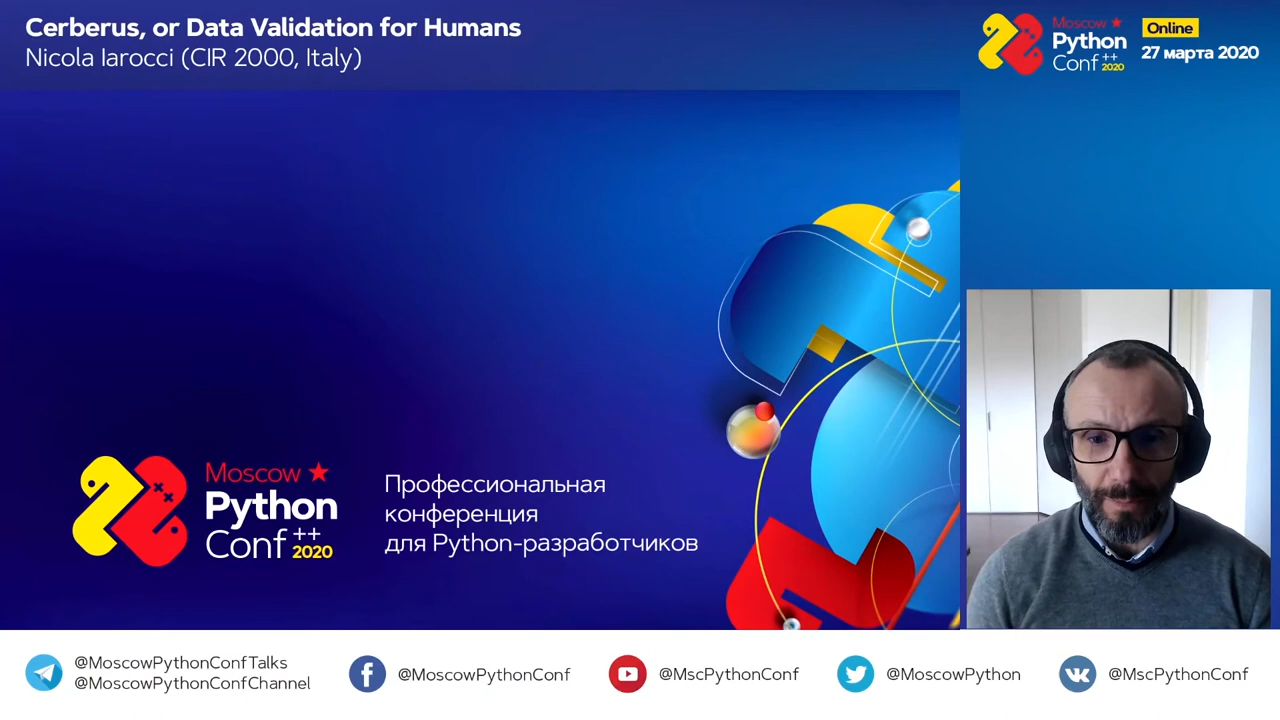 Cerberus, or Data Validation for Humans
Nicola Iarocci (CIR 2000, Italy)
Moscow
Python
Conf ++
2020
Online
27 марта 2020
Moscow
Python
Conf ++
2020
Профессиональная
конференция
для Python-разработчиков
@MoscowPythonConfTalks
@MoscowPythonConfChannel
@MoscowPythonConf
@MscPythonConf
@MoscowPython
@MscPythonConf